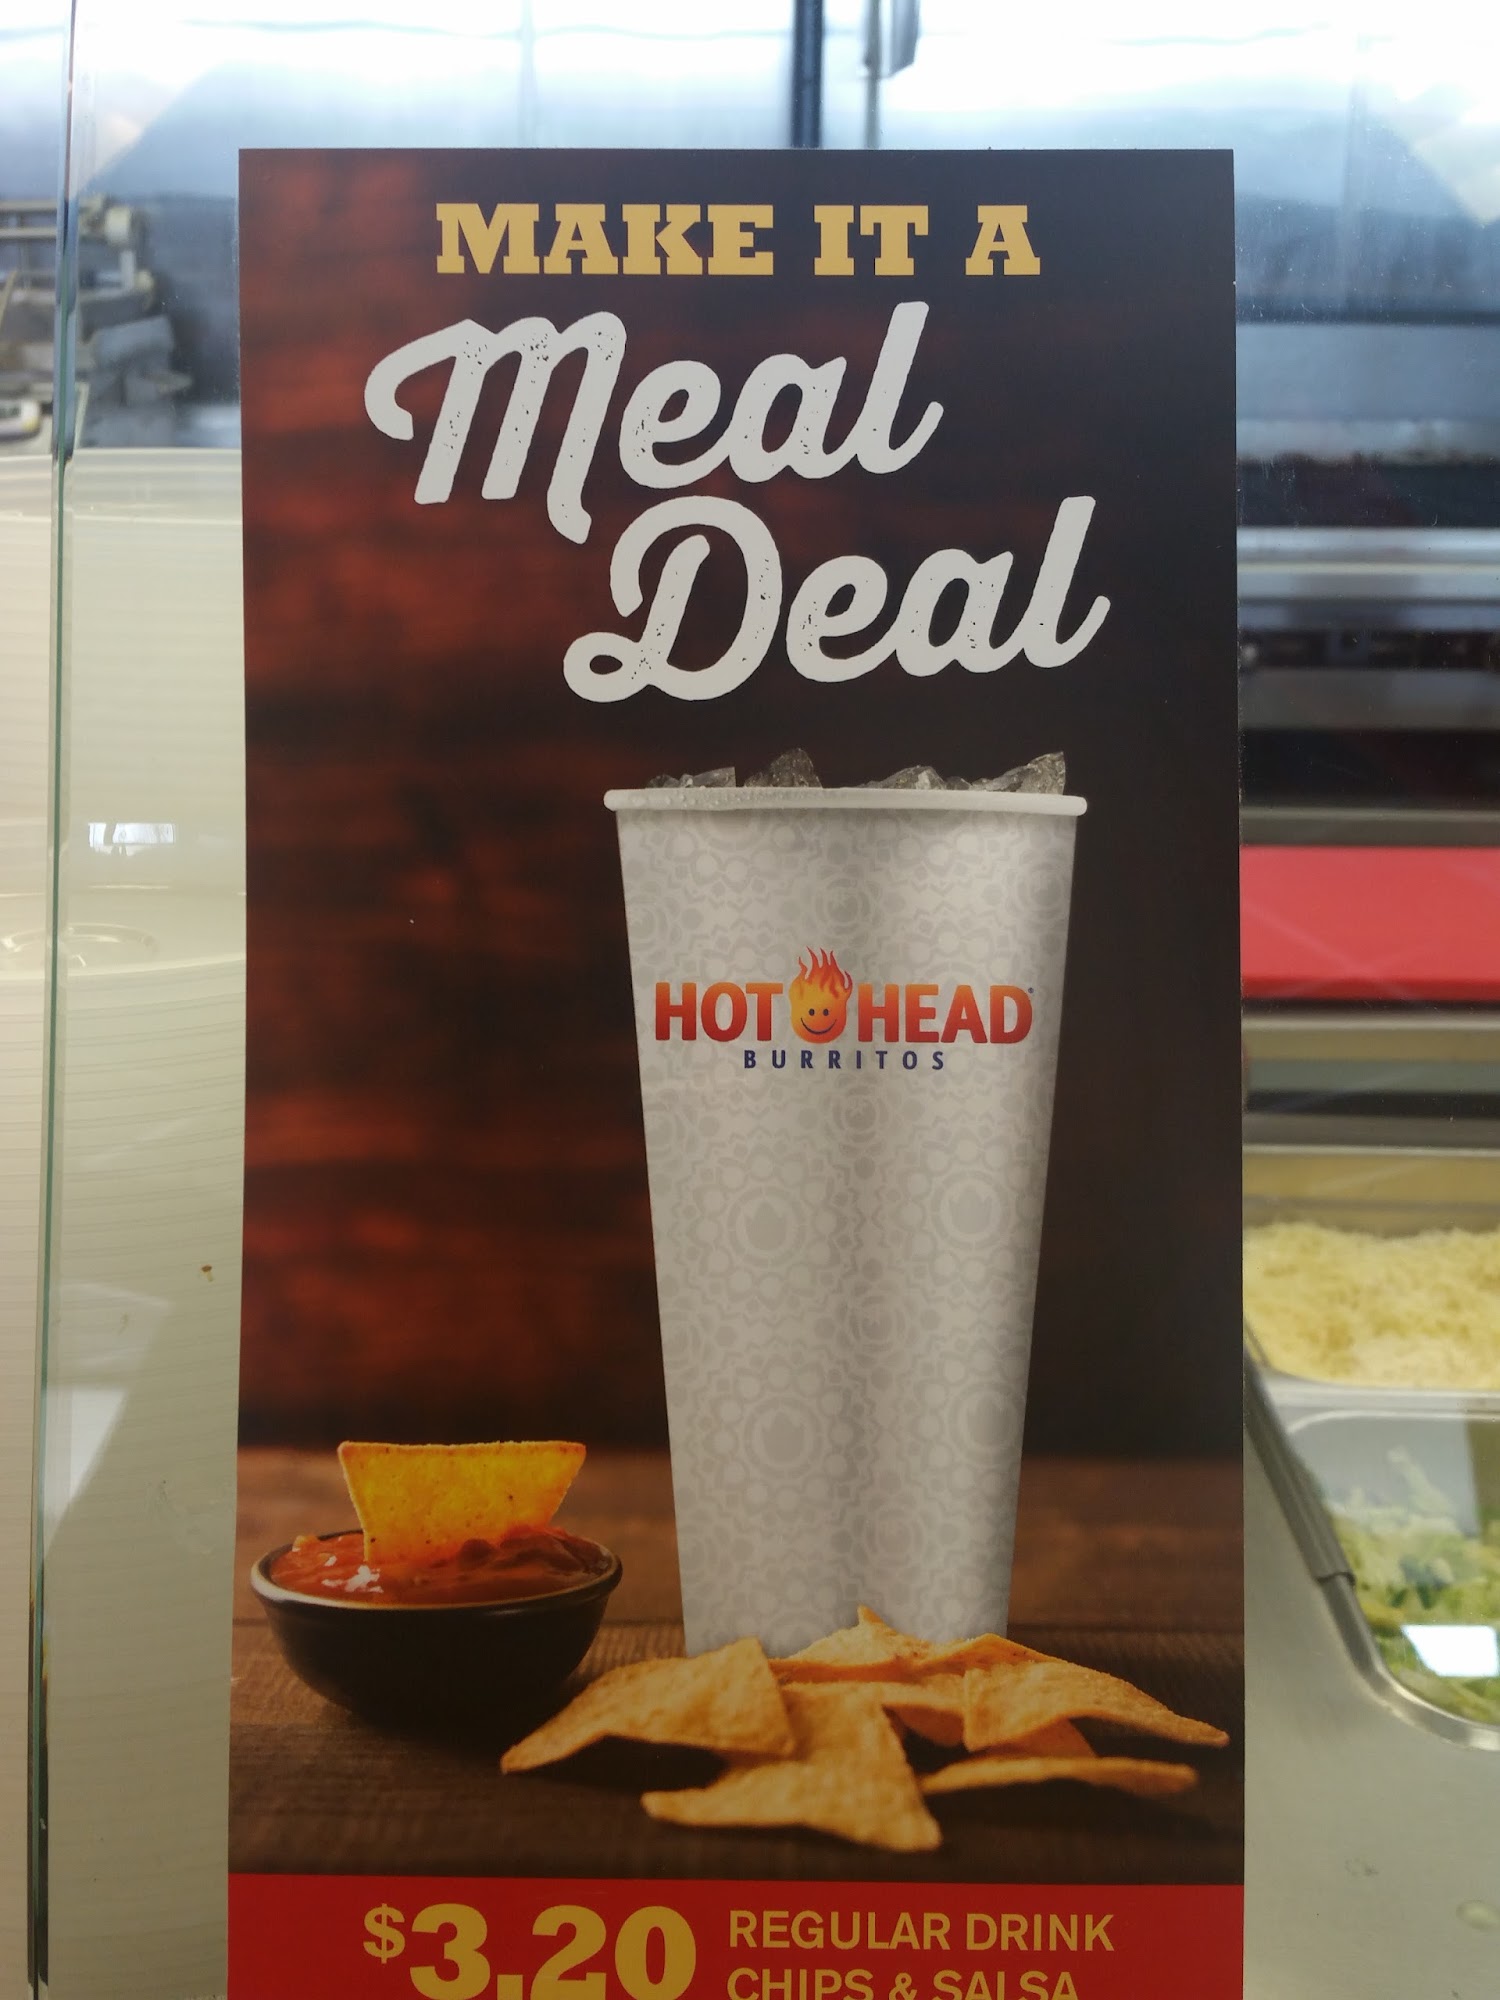 MAKE IT A
Meal
Deal
HOT HEAD®
BURRITOS
$3.20 REGULAR DRINK
CHIPS & SALSA